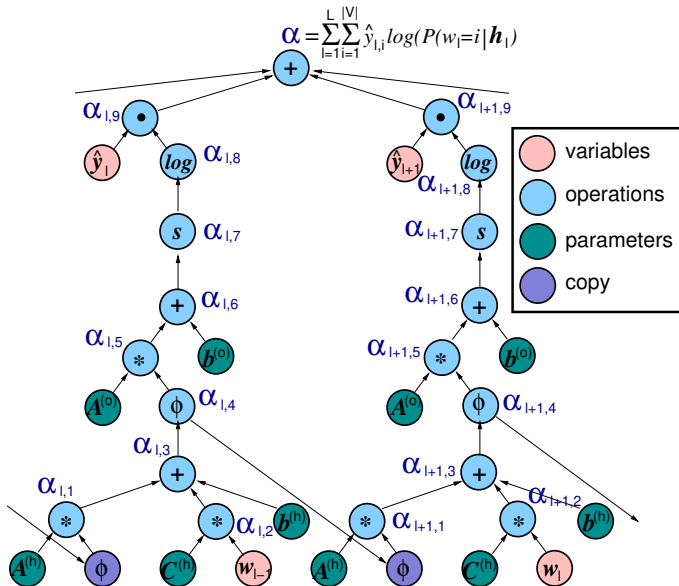 α = ∑_{l=1}^{L} ∑_{i=1}^{|V|} ŷ_{l,i} log(P(w_l=i|h_l)
+
α_{l,9} • • α_{l+1,9}
ŷ_l log α_{l,8} ŷ_{l+1} log
α_{l+1,8}
s α_{l,7} α_{l+1,7} s
+ α_{l,6} α_{l+1,6} +
α_{l,5} * b^{(o)} α_{l+1,5} * b^{(o)}
A^{(o)} ϕ α_{l,4} A^{(o)} ϕ α_{l+1,4}
α_{l,3} + α_{l+1,3} +
α_{l,1} α_{l+1,2}
* * α_{l,2} b^{(h)} * α_{l+1,1} * b^{(h)}
A^{(h)} ϕ C^{(h)} w_{l−1} A^{(h)} ϕ C^{(h)} w_l
variables
operations
parameters
copy